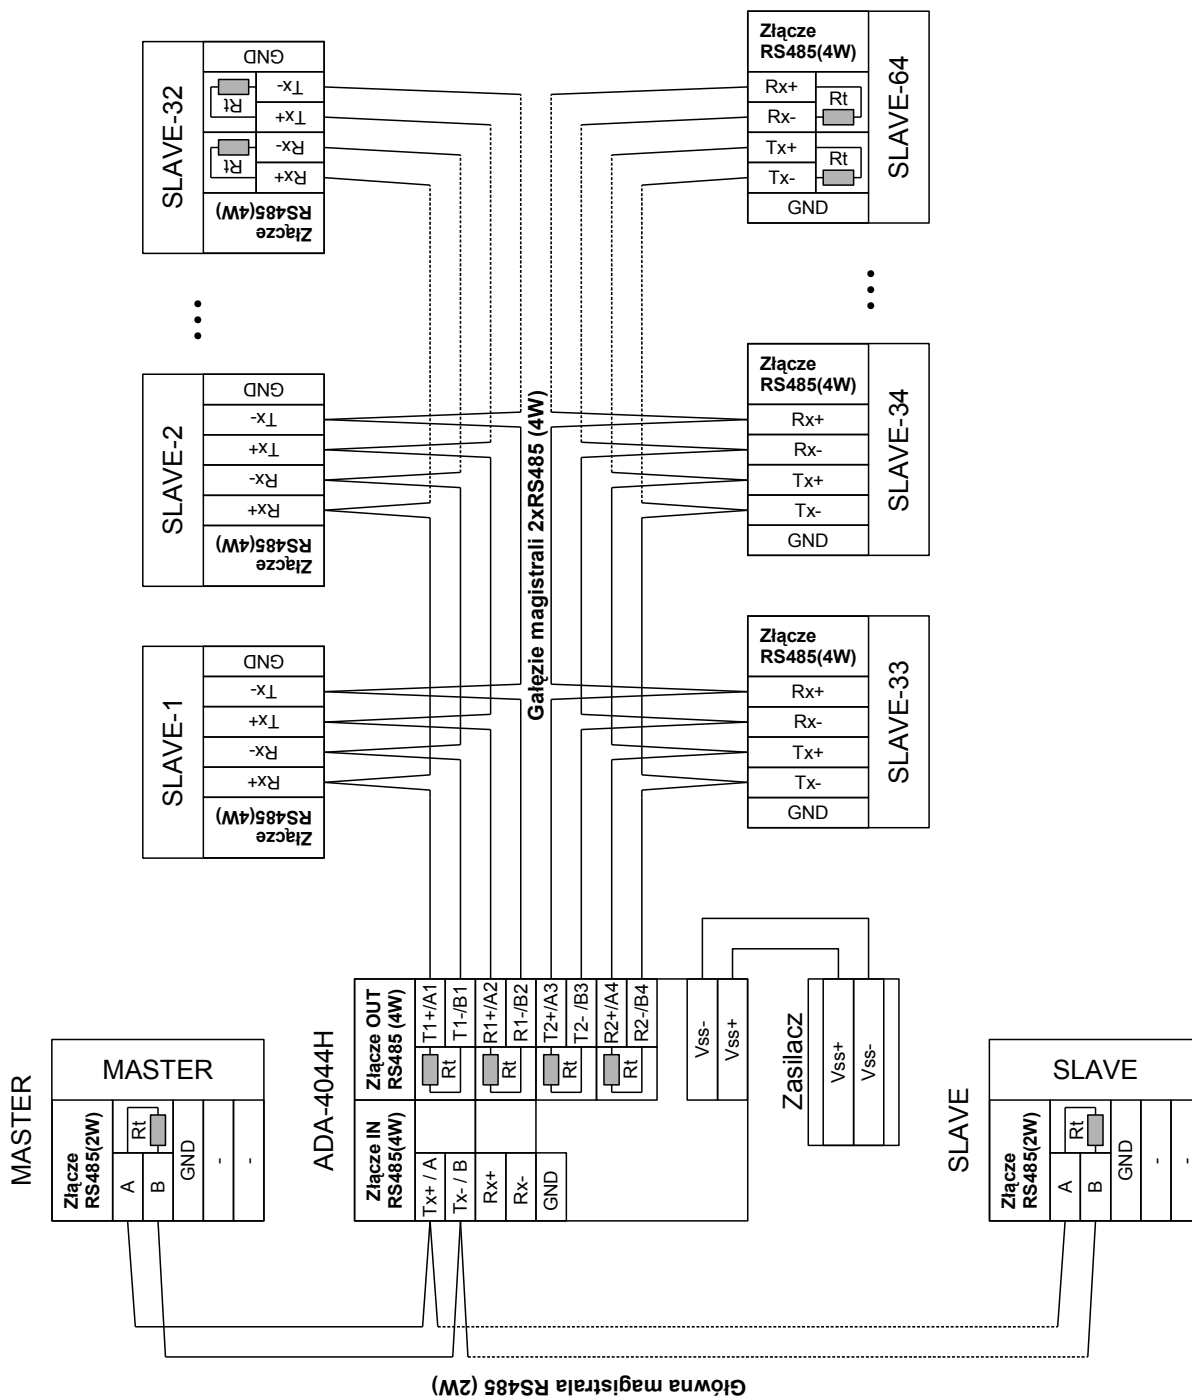 SLAVE-32
GND
Tx-
Tx+
Rx-
Rx+
Rt
Rt
Złącze
RS485(4W)
SLAVE-2
GND
Tx-
Tx+
Rx-
Rx+
Złącze
RS485(4W)
SLAVE-1
GND
Tx-
Tx+
Rx-
Rx+
Złącze
RS485(4W)
Złącze
RS485(4W)
Rx+
Rx-
Tx+
Tx-
GND
Rt
Rt
SLAVE-64
Złącze
RS485(4W)
Rx+
Rx-
Tx+
Tx-
GND
SLAVE-34
Złącze
RS485(4W)
Rx+
Rx-
Tx+
Tx-
GND
SLAVE-33
Gałęzie magistrali 2xRS485 (4W)
MASTER
MASTER
Złącze
RS485(2W)
A
B
GND
-
-
Rt
ADA-4044H
Złącze IN
RS485(4W)
Tx+ / A
Tx- / B
Rx+
Rx-
GND
Złącze OUT
RS485 (4W)
T1+/A1
T1-/B1
R1+/A2
R1-/B2
T2+/A3
T2- /B3
R2+/A4
R2-/B4
Rt
Rt
Rt
Rt
Vss-
Vss+
Zasilacz
Vss+
Vss-
SLAVE
SLAVE
Złącze
RS485(2W)
A
B
GND
-
-
Rt
Główna magistrala RS485 (2W)